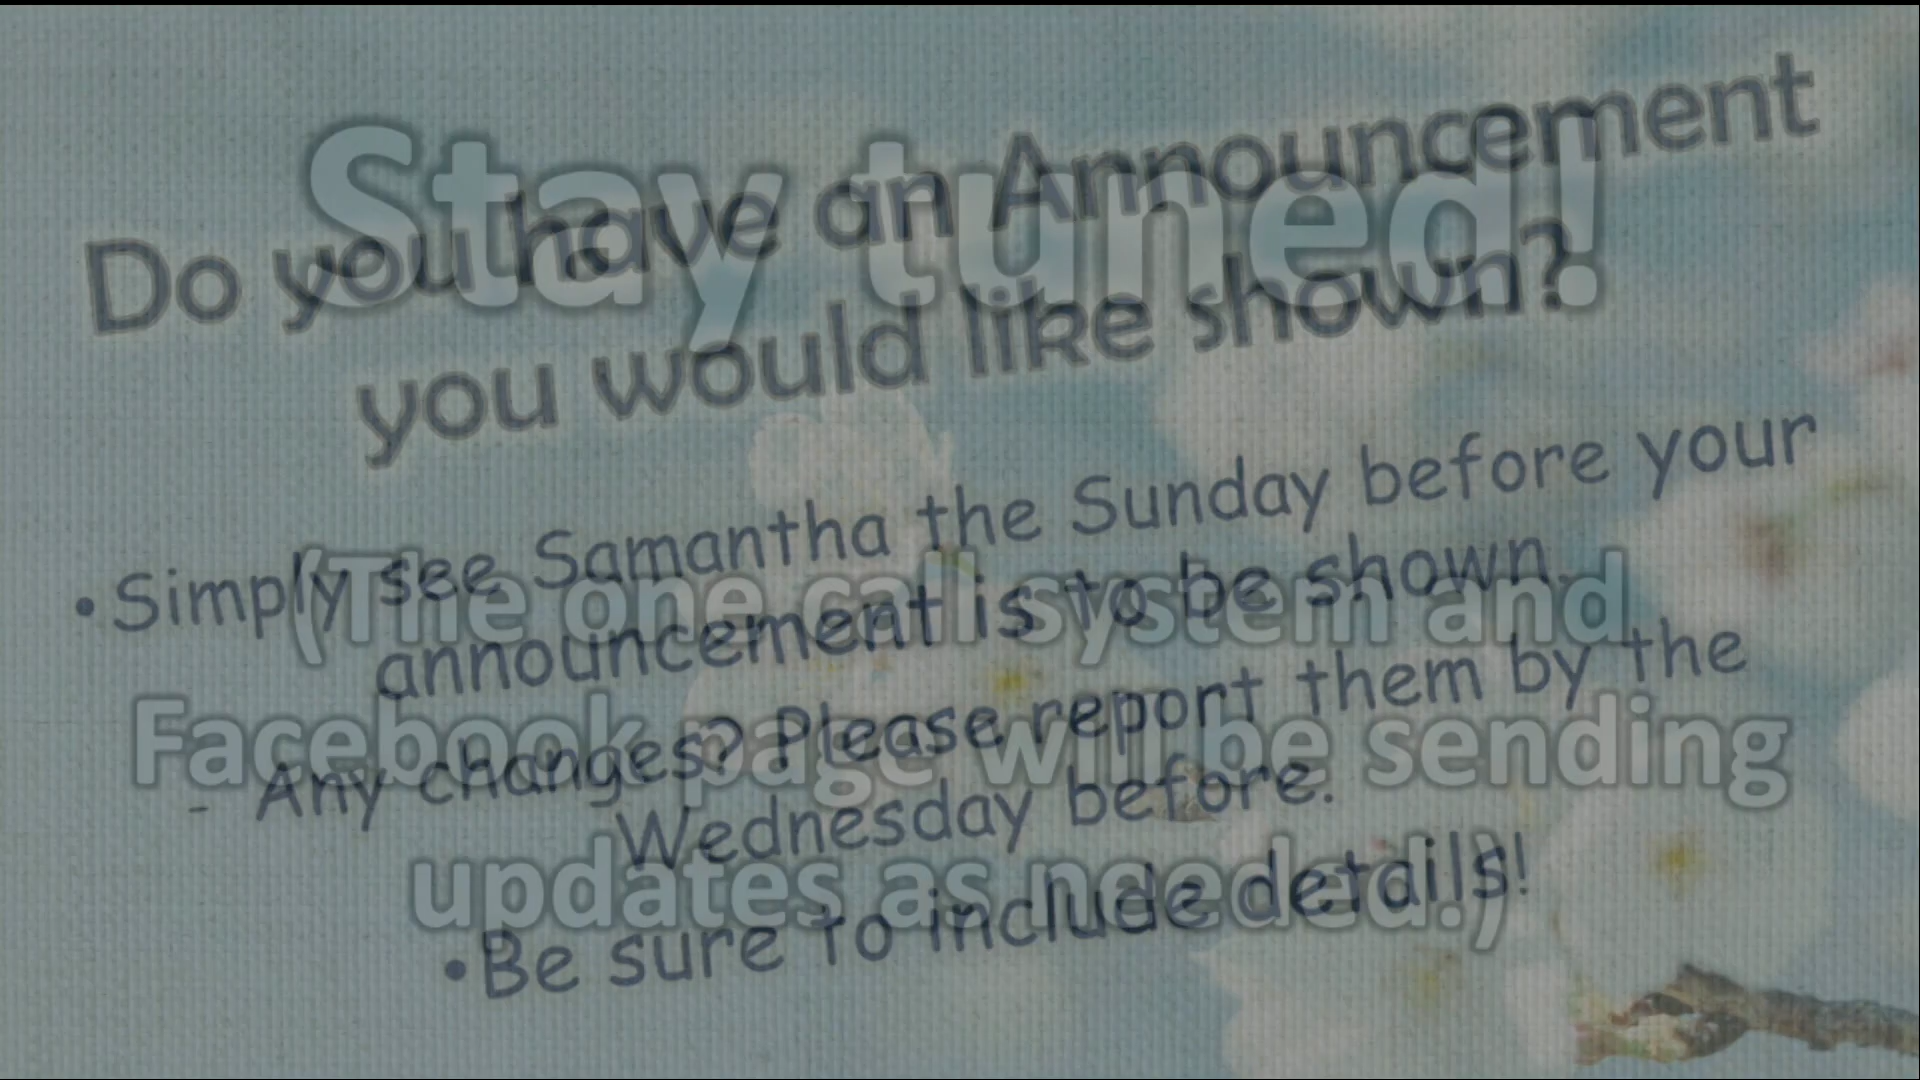 Stay tuned!
(The one call system and
Facebook page will be sending
updates as needed.)
Do you have an Announcement
you would like shown?
• Simply see Samantha the Sunday before your
announcement is to be shown.
- Any changes? Please report them by the
Wednesday before.
• Be sure to include details!